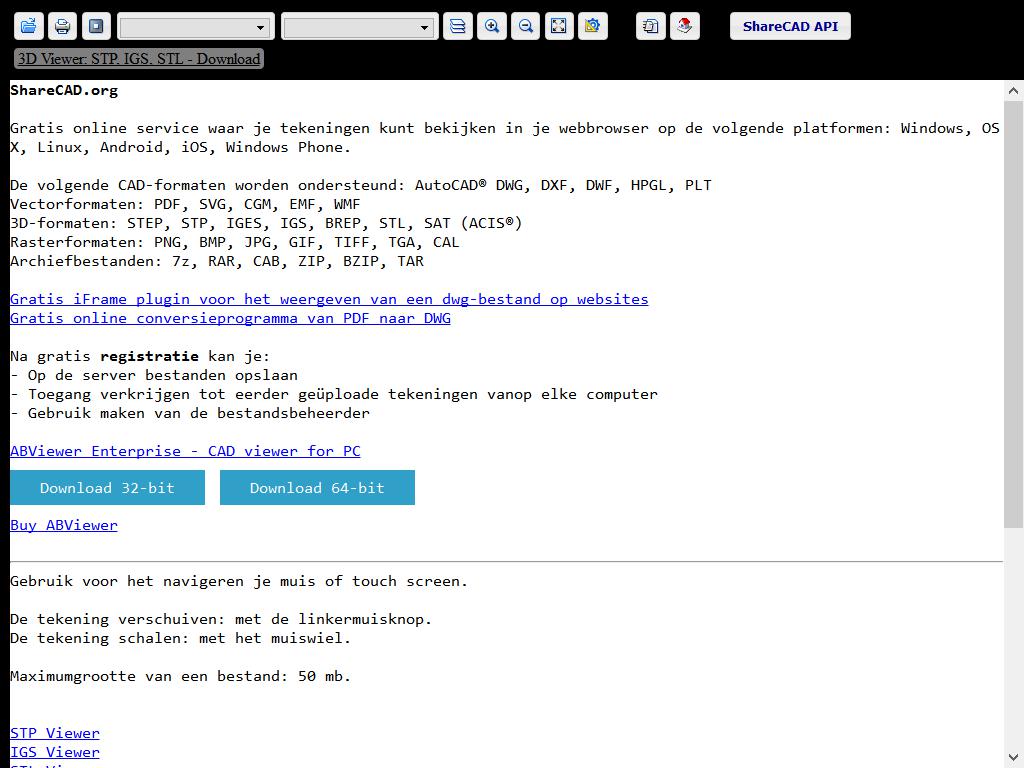 ShareCAD API
3D Viewer: STP, IGS, STL - Download
ShareCAD.org
Gratis online service waar je tekeningen kunt bekijken in je webbrowser op de volgende platformen: Windows, OS
X, Linux, Android, iOS, Windows Phone.
De volgende CAD-formaten worden ondersteund: AutoCAD® DWG, DXF, DWF, HPGL, PLT
Vectorformaten: PDF, SVG, CGM, EMF, WMF
3D-formaten: STEP, STP, IGES, IGS, BREP, STL, SAT (ACIS®)
Rasterformaten: PNG, BMP, JPG, GIF, TIFF, TGA, CAL
Archiefbestanden: 7z, RAR, CAB, ZIP, BZIP, TAR
Gratis iFrame plugin voor het weergeven van een dwg-bestand op websites
Gratis online conversieprogramma van PDF naar DWG
Na gratis registratie kan je:
- Op de server bestanden opslaan
- Toegang verkrijgen tot eerder geüploade tekeningen vanop elke computer
- Gebruik maken van de bestandsbeheerder
ABViewer Enterprise - CAD viewer for PC
Download 32-bit Download 64-bit
Buy ABViewer
Gebruik voor het navigeren je muis of touch screen.
De tekening verschuiven: met de linkermuisknop.
De tekening schalen: met het muiswiel.
Maximumgrootte van een bestand: 50 mb.
STP Viewer
IGS Viewer